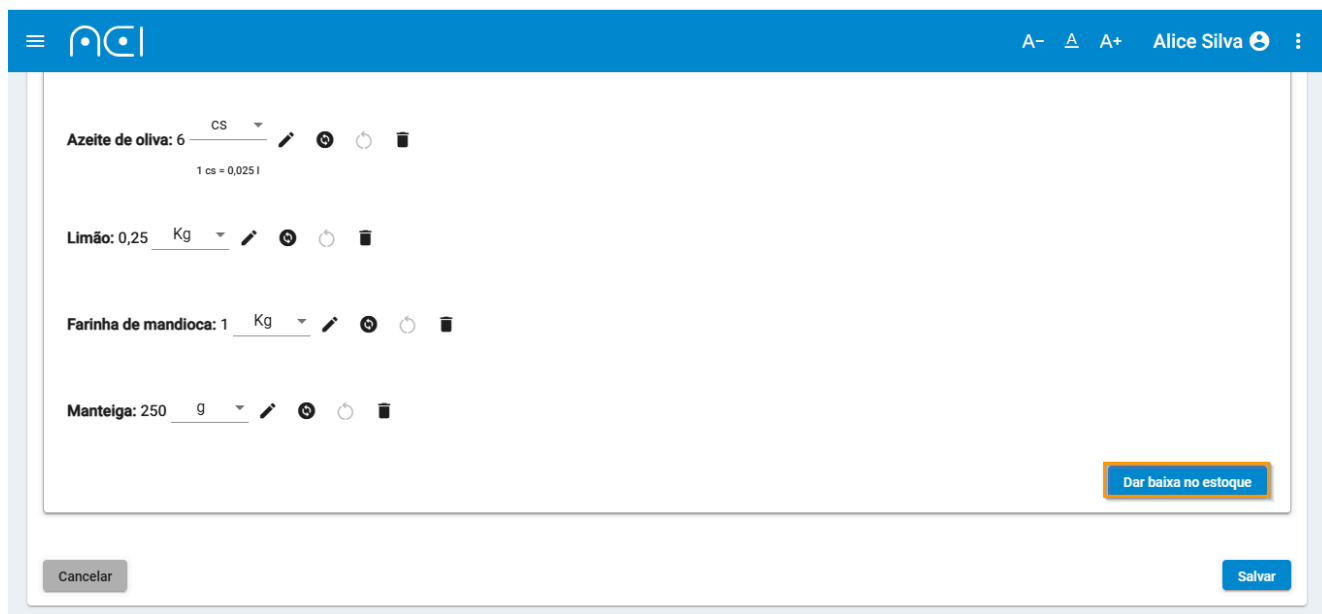 ACI
A- A A+ Alice Silva
Azeite de oliva: 6 cs
1 cs = 0,025 l
Limão: 0,25 Kg
Farinha de mandioca: 1 Kg
Manteiga: 250 g
Dar baixa no estoque
Cancelar
Salvar